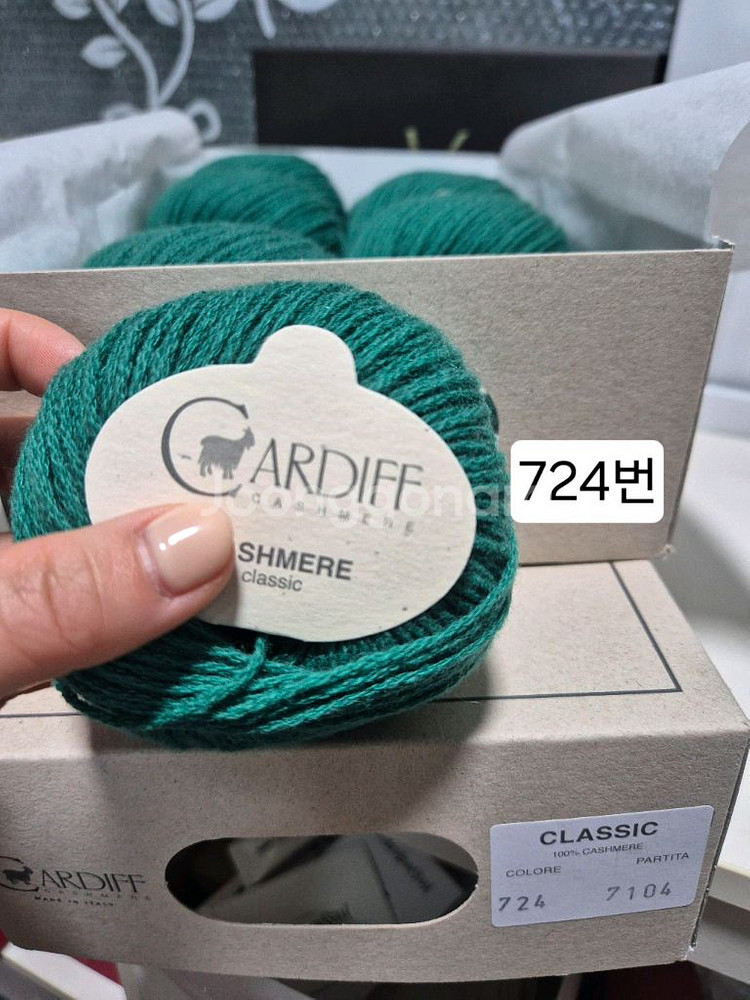 CARDIFF
CASHMERE
SHMERE
classic
724번
CARDIFF
CASHMERE
MADE IN ITALY
CLASSIC
100% CASHMERE
COLORE PARTITA
724 7104